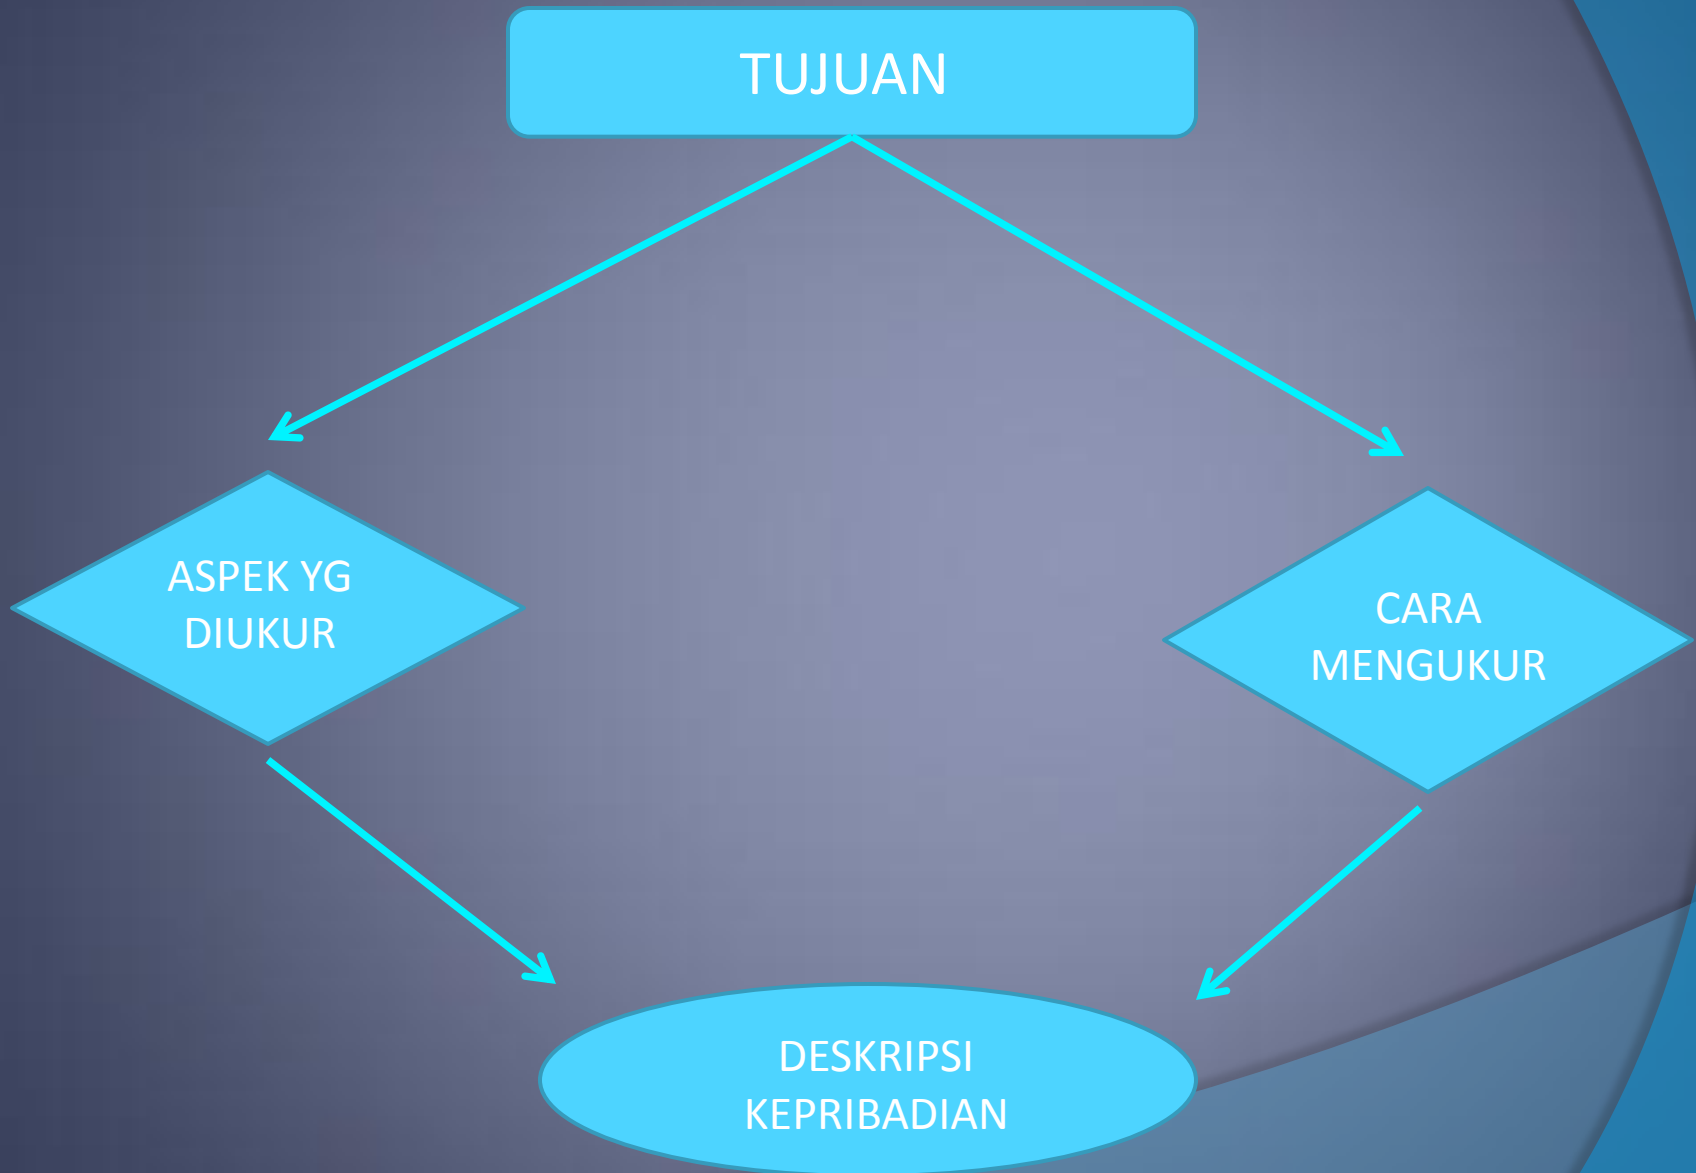 TUJUAN
ASPEK YG
DIUKUR
CARA
MENGUKUR
DESKRIPSI
KEPRIBADIAN